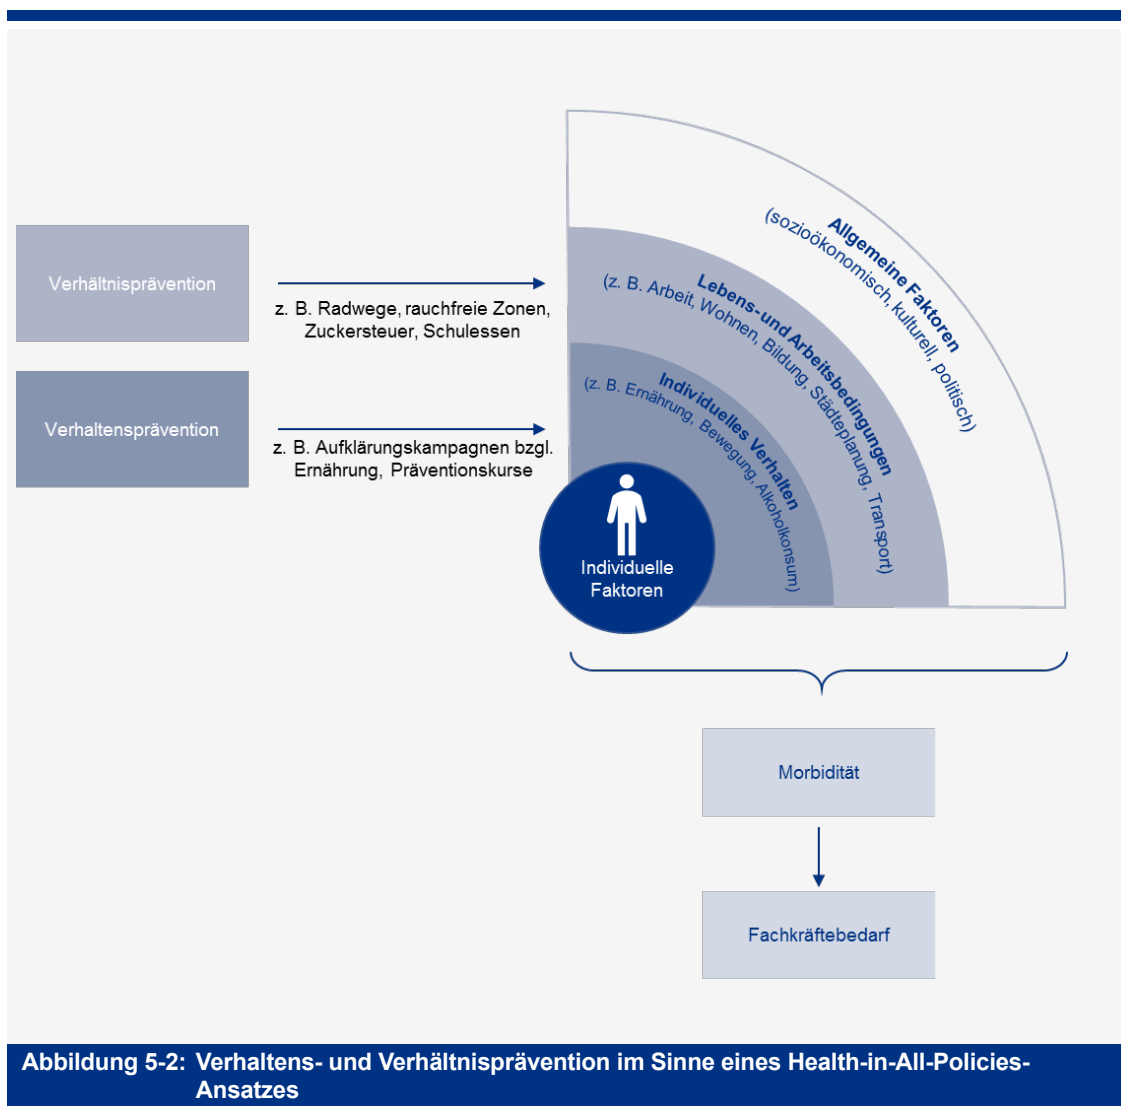 Verhältnisprävention
z. B. Radwege, rauchfreie Zonen,
Zuckersteuer, Schulessen
Verhaltensprävention
z. B. Aufklärungskampagnen bzgl.
Ernährung, Präventionskurse
Allgemeine Faktoren
(sozioökonomisch, kulturell, politisch)
Lebens-und Arbeitsbedingungen
(z. B. Arbeit, Wohnen, Bildung, Städteplanung, Transport)
Individuelles Verhalten
(z. B. Ernährung, Bewegung, Alkoholkonsum)
Individuelle
Faktoren
Morbidität
Fachkräftebedarf
Abbildung 5-2: Verhaltens- und Verhältnisprävention im Sinne eines Health-in-All-Policies-
Ansatzes